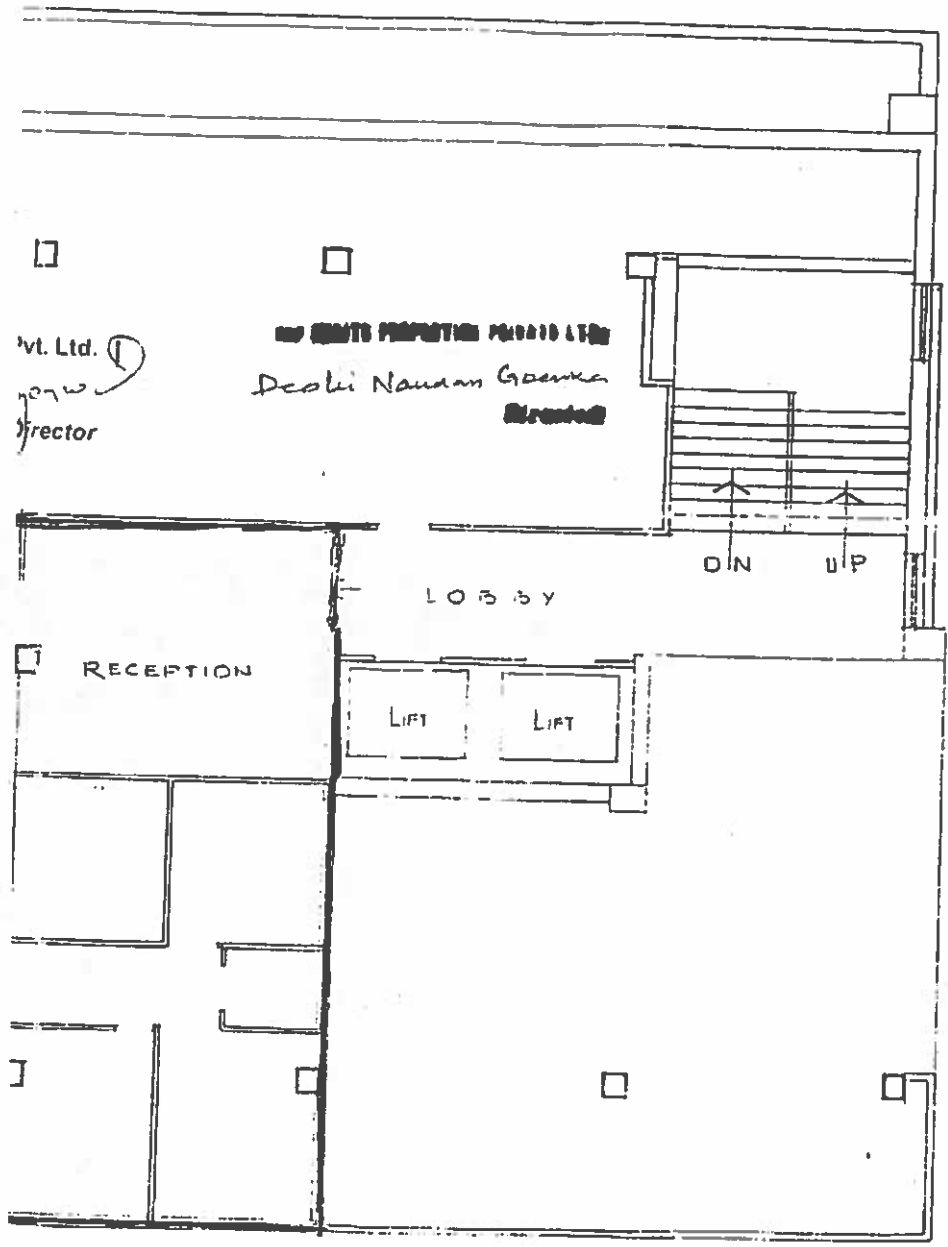 Pvt. Ltd.
Director
Deoki Nandan Goenka
DN
UP
LOBBY
RECEPTION
LIFT
LIFT